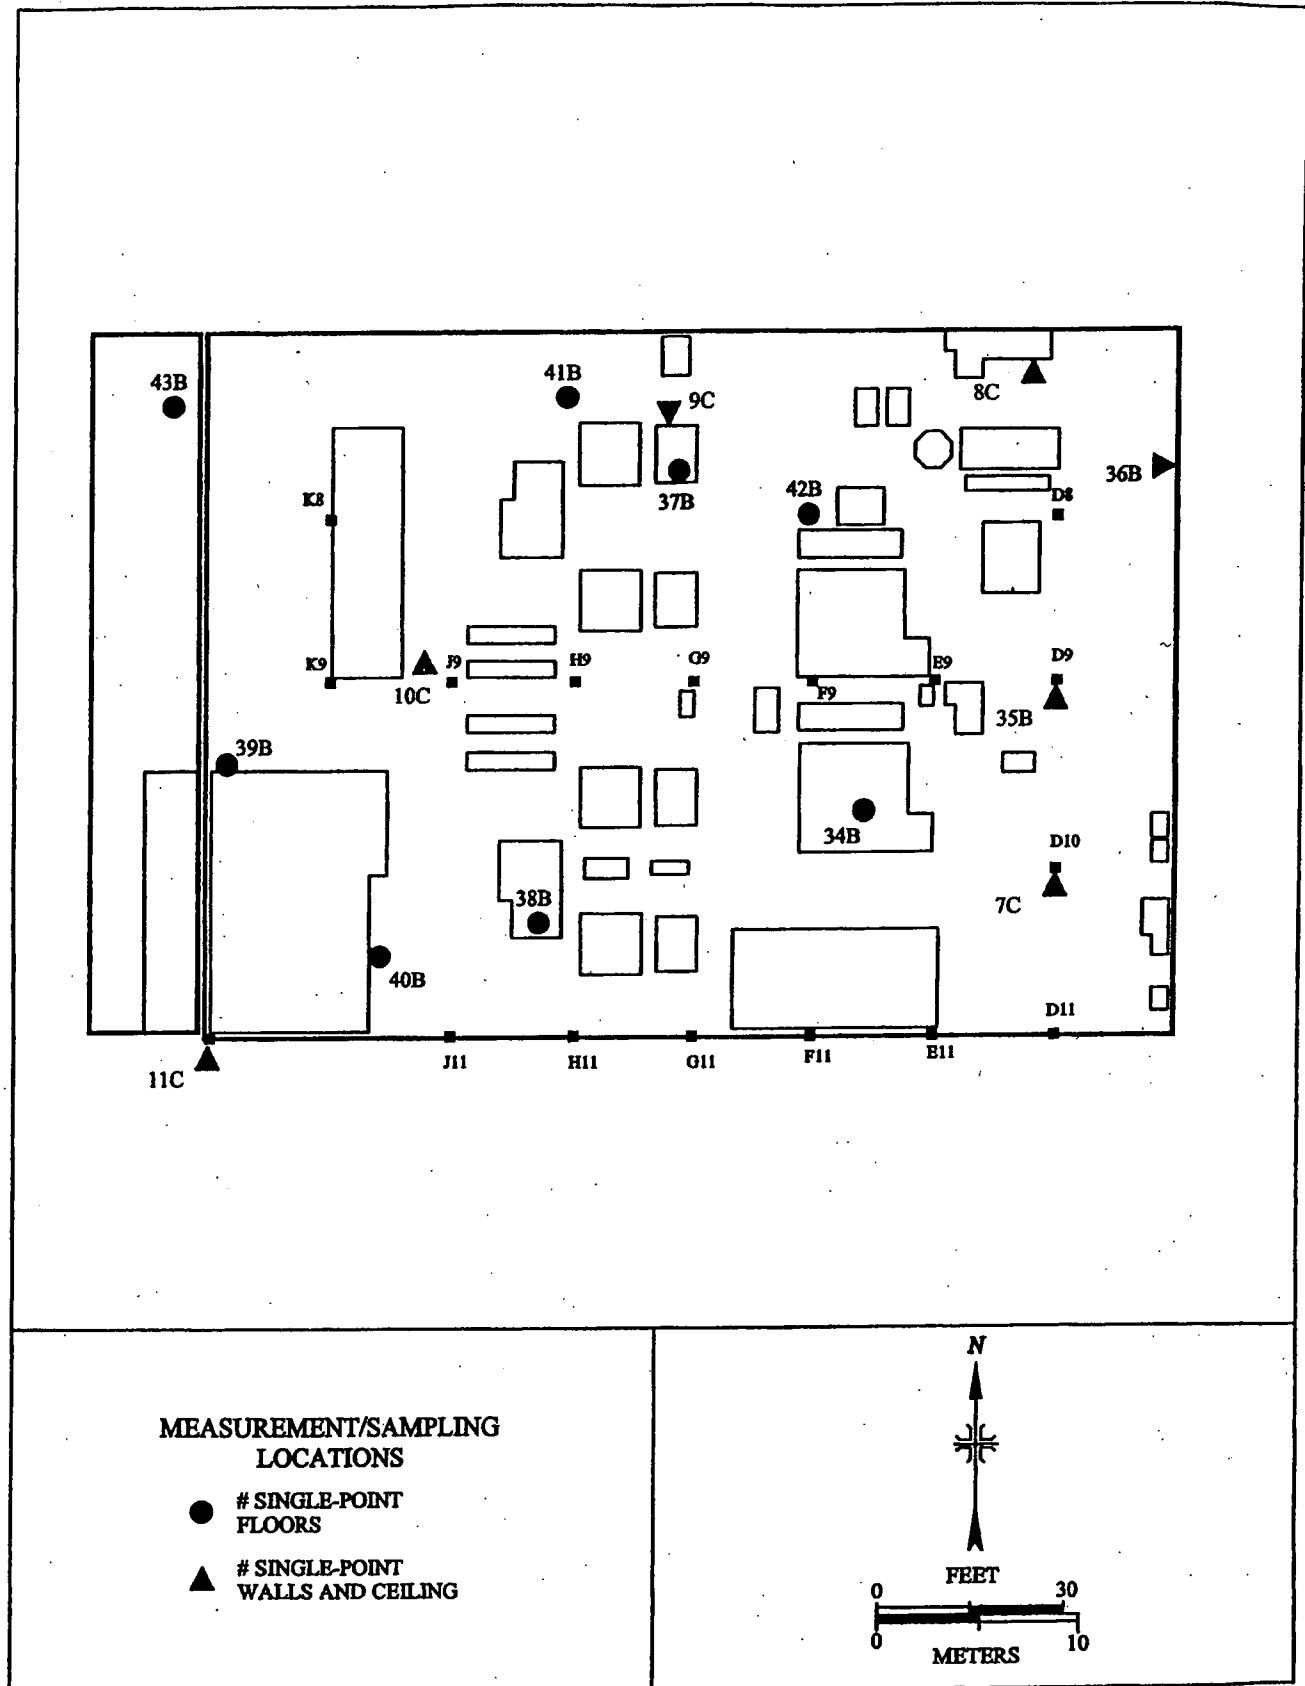 43B
41B
9C
8C
36B
37B
42B
K8
D8
K9
10C
J9
H9
G9
F9
E9
D9
35B
39B
34B
D10
7C
38B
40B
D11
11C
J11
H11
G11
F11
E11
MEASUREMENT/SAMPLING
LOCATIONS
# SINGLE-POINT
FLOORS
# SINGLE-POINT
WALLS AND CEILING
N
FEET
0 30
0 10
METERS